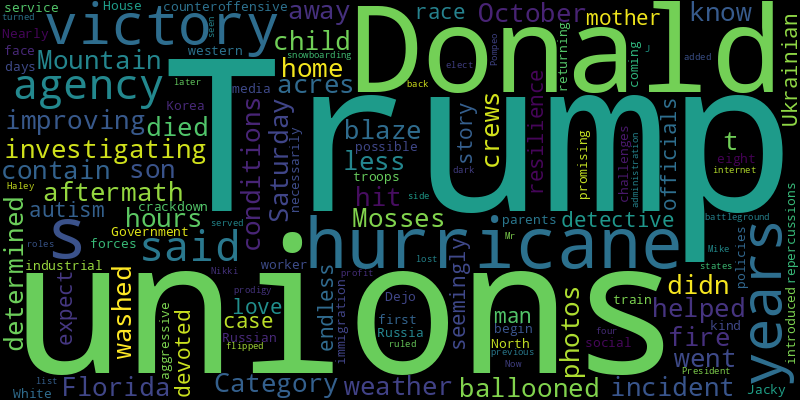 service House counteroffensive away Donald
turned victory seen race October mother know
Nearly western child snowboarding returning J added
face Mountain home Pompeo elect coming
days agency later media acres back Ukrainian
Trump
improving died Korea conditions Saturday necessarily blaze possible story crews resilience promising challenges administration officials t eight internet
investigating less troops dark
contain son hit side
Haley aftermath crackdown served Mosses parents detective battleground
autism hours Mr
determined s Government roles forces said Nikki hurricane lost Mike states policies years introduced repercussions
industrial worker profit
unions
expect washed aggressive devoted love prodigy case Russian flipped endless immigration Dejo first Russia ruled seemingly man begin North previous Now photos train didn helped kind four social fire went President
list White Florida Category weather ballooned incident Jacky